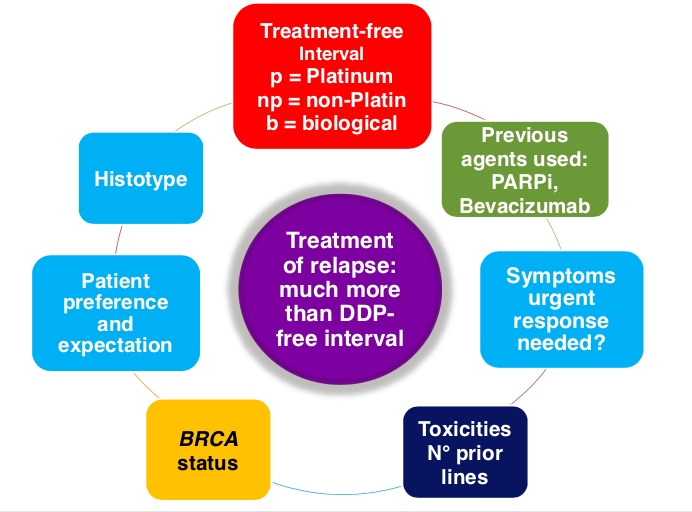 Treatment-free
Interval
p = Platinum
np = non-Platin
b = biological
Previous
agents used:
PARPi,
Bevacizumab
Symptoms
urgent
response
needed?
Toxicities
N° prior
lines
BRCA
status
Patient
preference
and
expectation
Histotype
Treatment
of relapse:
much more
than DDP-
free interval